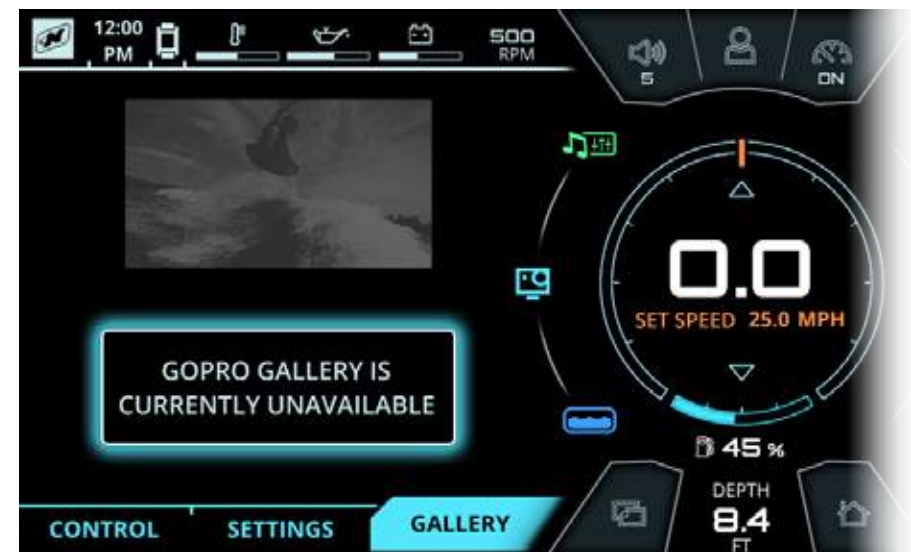 12:00
PM
500
RPM
5
ON
0.0
SET SPEED 25.0 MPH
GOPRO GALLERY IS
CURRENTLY UNAVAILABLE
45 %
DEPTH
8.4
FT
CONTROL
SETTINGS
GALLERY